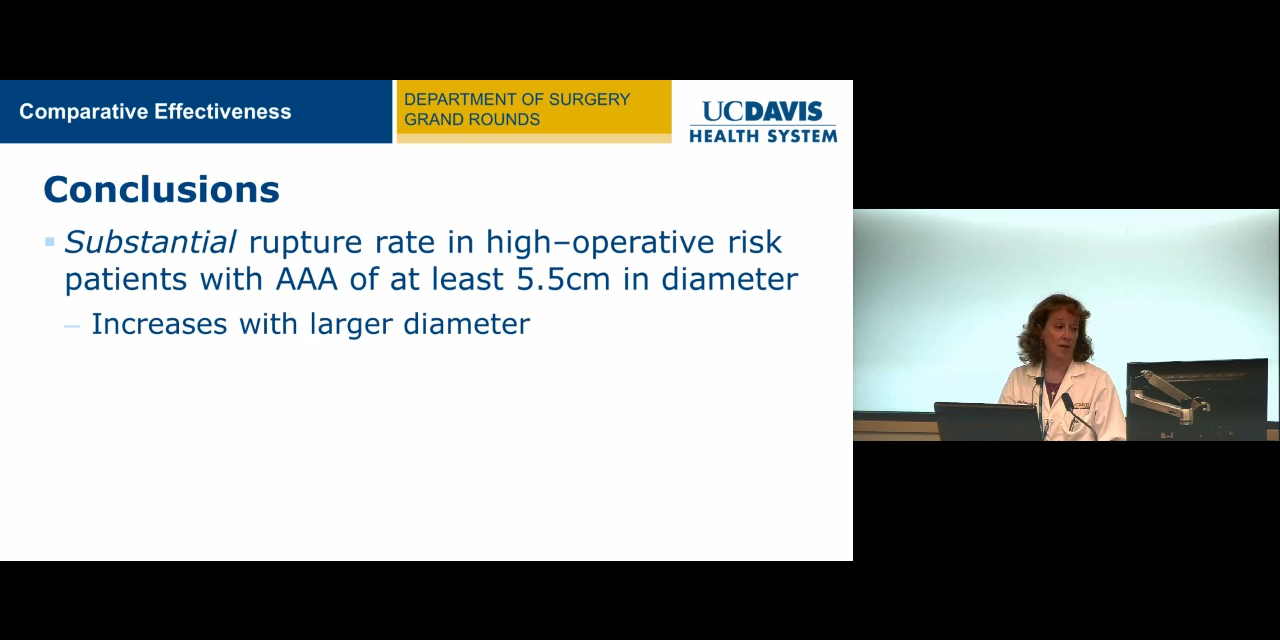 Comparative Effectiveness
DEPARTMENT OF SURGERY
GRAND ROUNDS
UCDAVIS
HEALTH SYSTEM
Conclusions
Substantial rupture rate in high–operative risk
patients with AAA of at least 5.5cm in diameter
– Increases with larger diameter